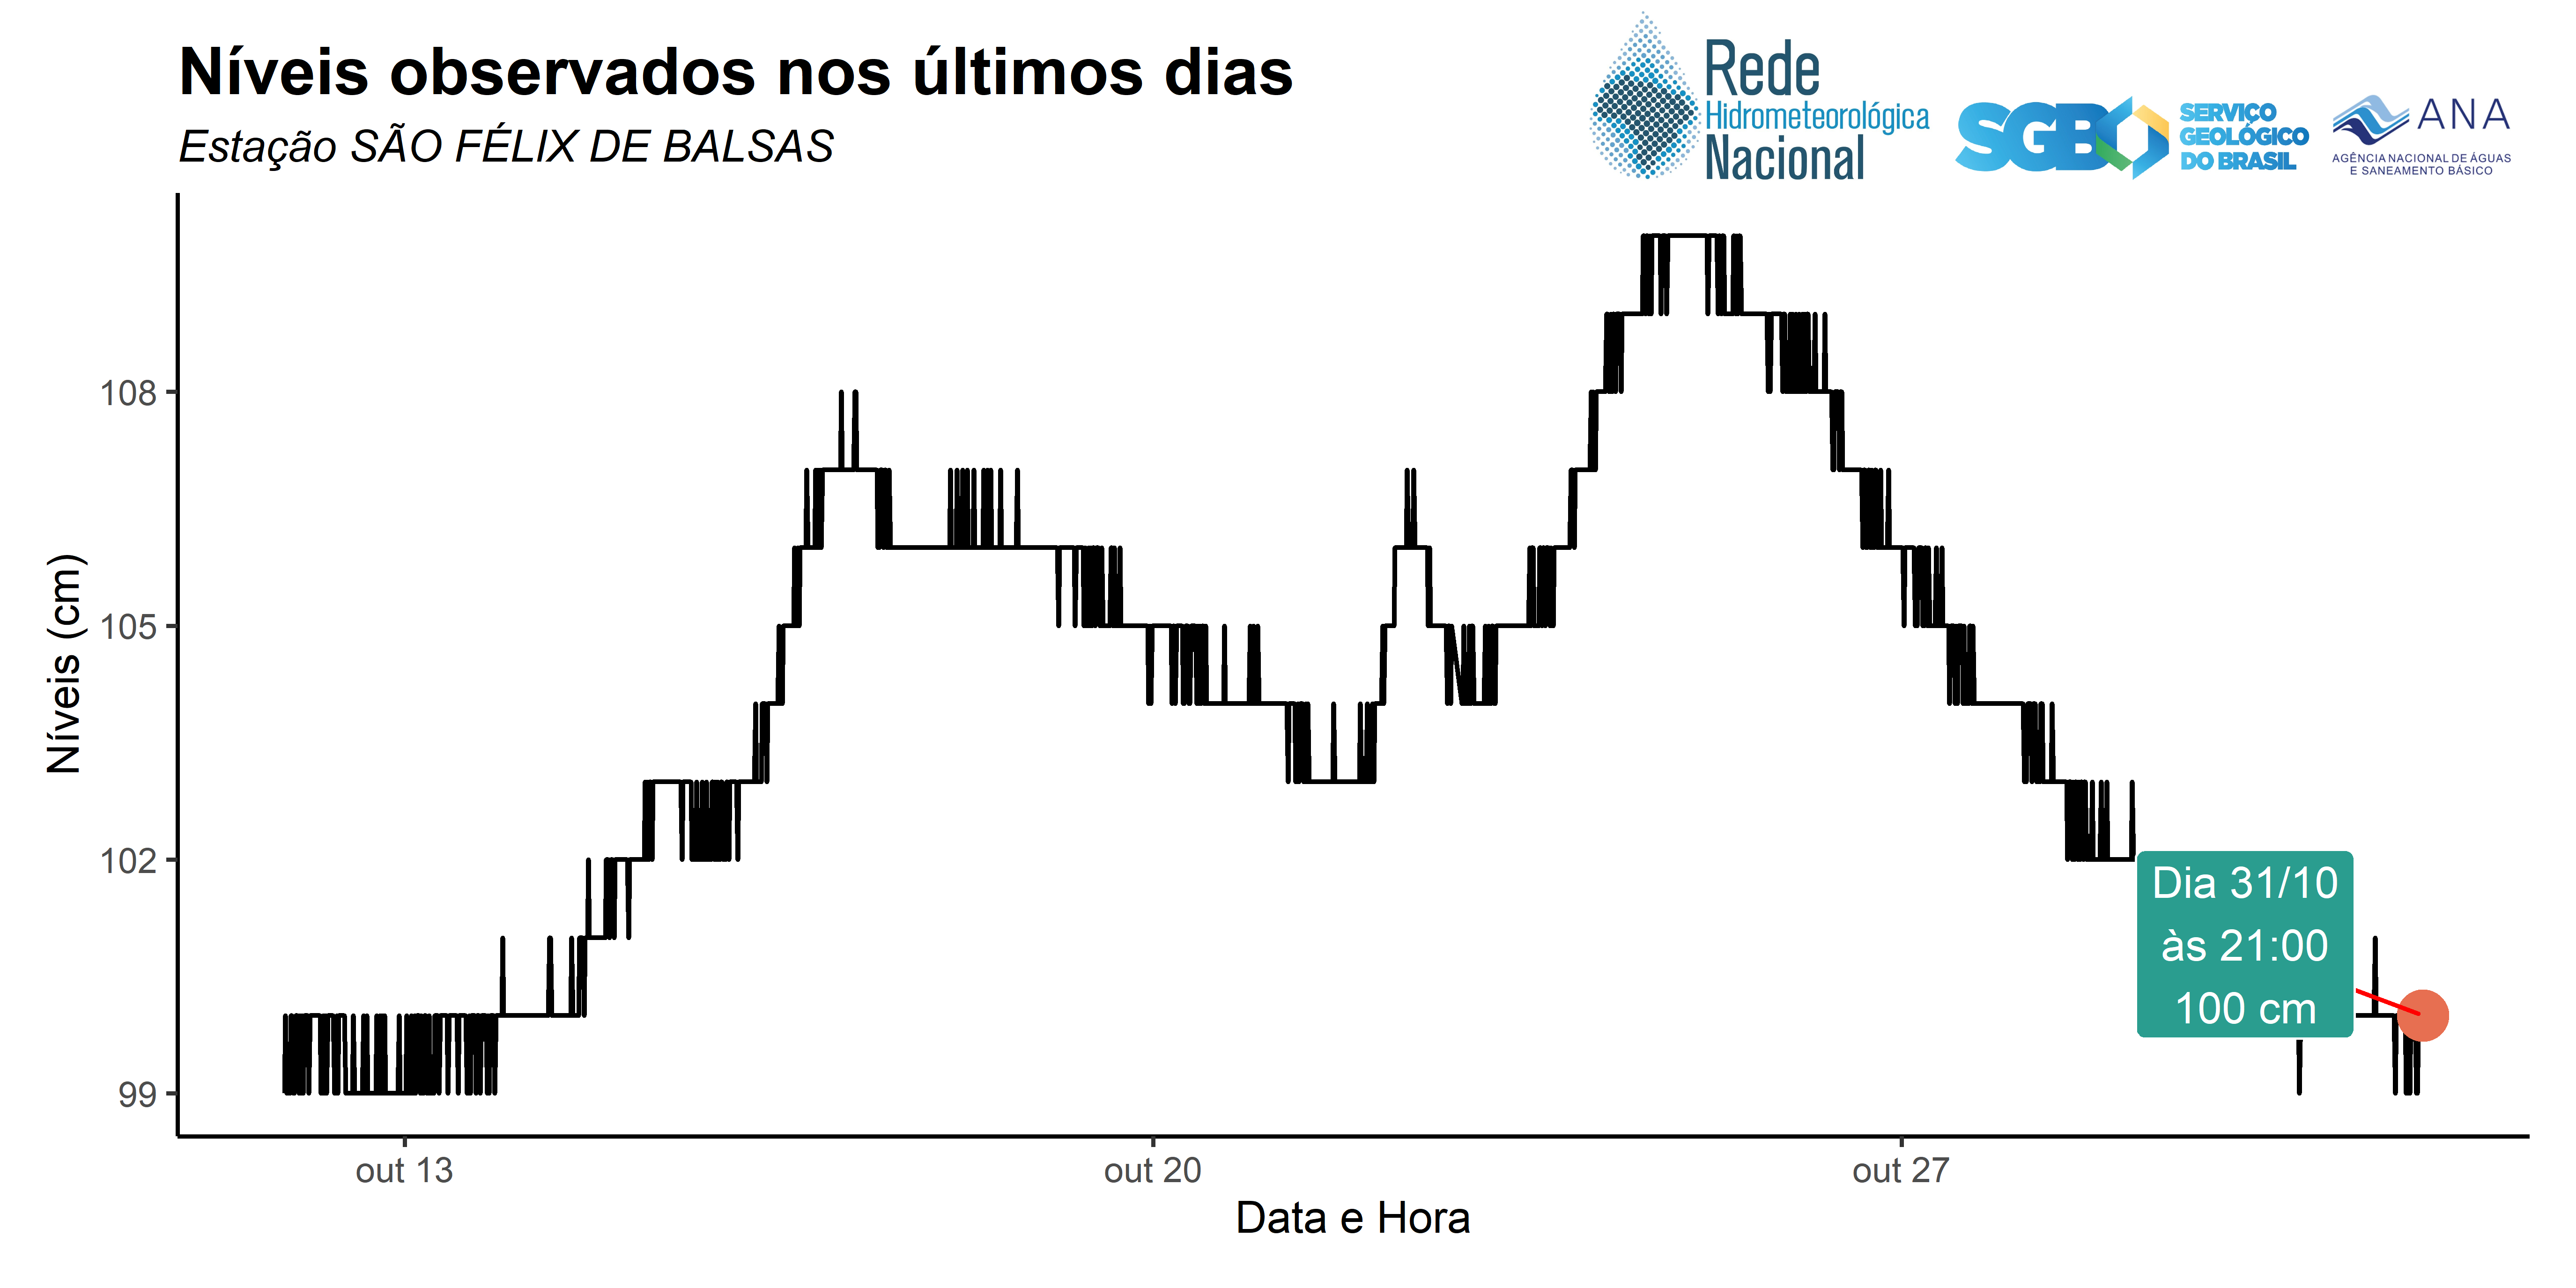 Níveis observados nos últimos dias
Estação SÃO FÉLIX DE BALSAS
Rede
Hidrometeorológica
Nacional
SGB
SERVIÇO
GEOLÓGICO
DO BRASIL
ANA
AGÊNCIA NACIONAL DE ÁGUAS
E SANEAMENTO BÁSICO
Níveis (cm)
108
105
102
99
Dia 31/10
às 21:00
100 cm
out 13
out 20
out 27
Data e Hora